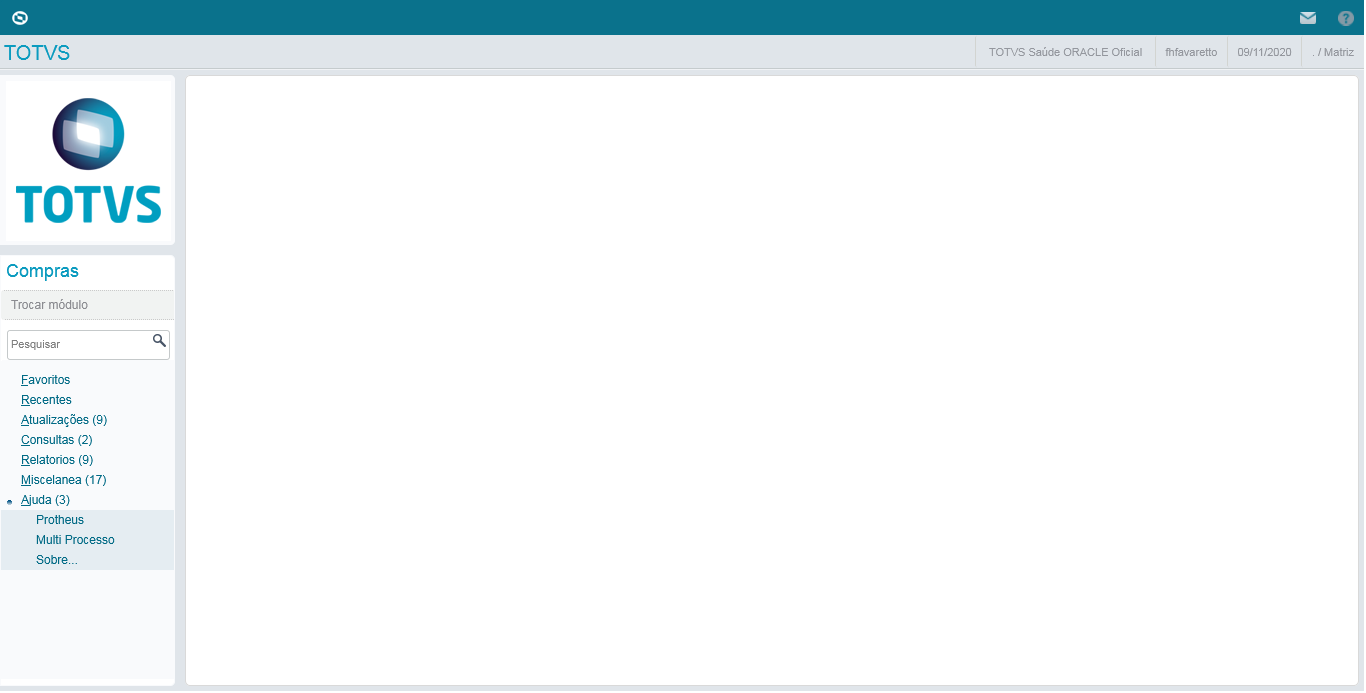 TOTVS
TOTVS Saúde ORACLE Oficial
fhfavaretto
09/11/2020
. / Matriz
TOTVS
Compras
Trocar módulo
Pesquisar
Favoritos
Recentes
Atualizações (9)
Consultas (2)
Relatorios (9)
Miscelanea (17)
Ajuda (3)
Protheus
Multi Processo
Sobre...